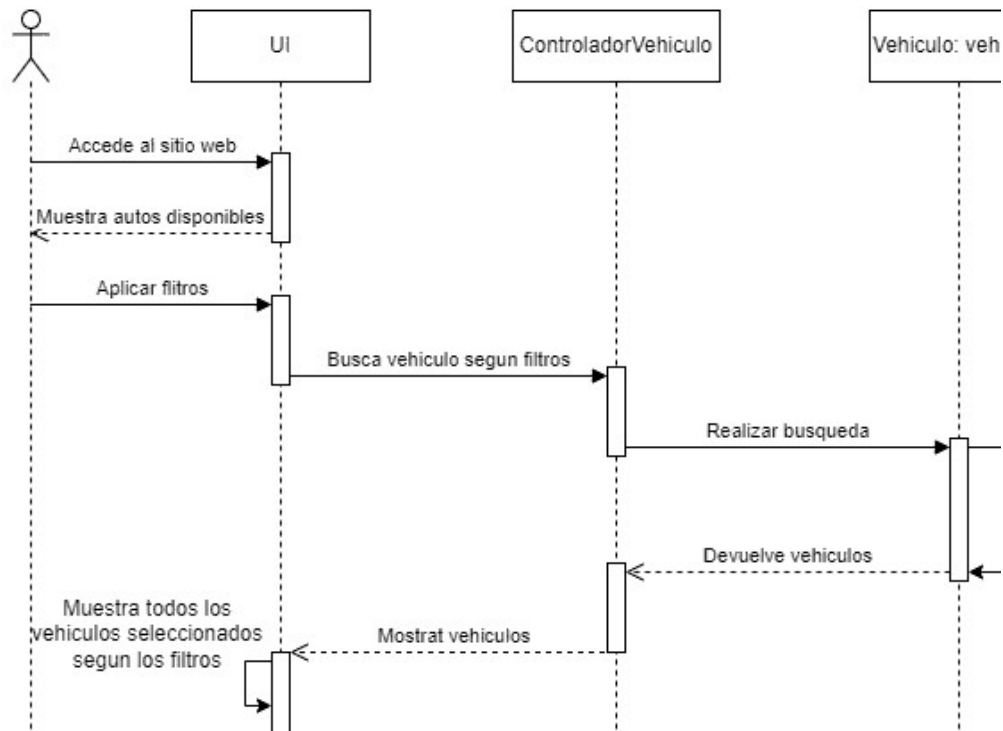 UI
ControladorVehiculo
Vehiculo: veh
Accede al sitio web
Muestra autos disponibles
Aplicar flitros
Busca vehiculo segun filtros
Realizar busqueda
Devuelve vehiculos
Muestra todos los
vehiculos seleccionados
segun los filtros
Mostrat vehiculos